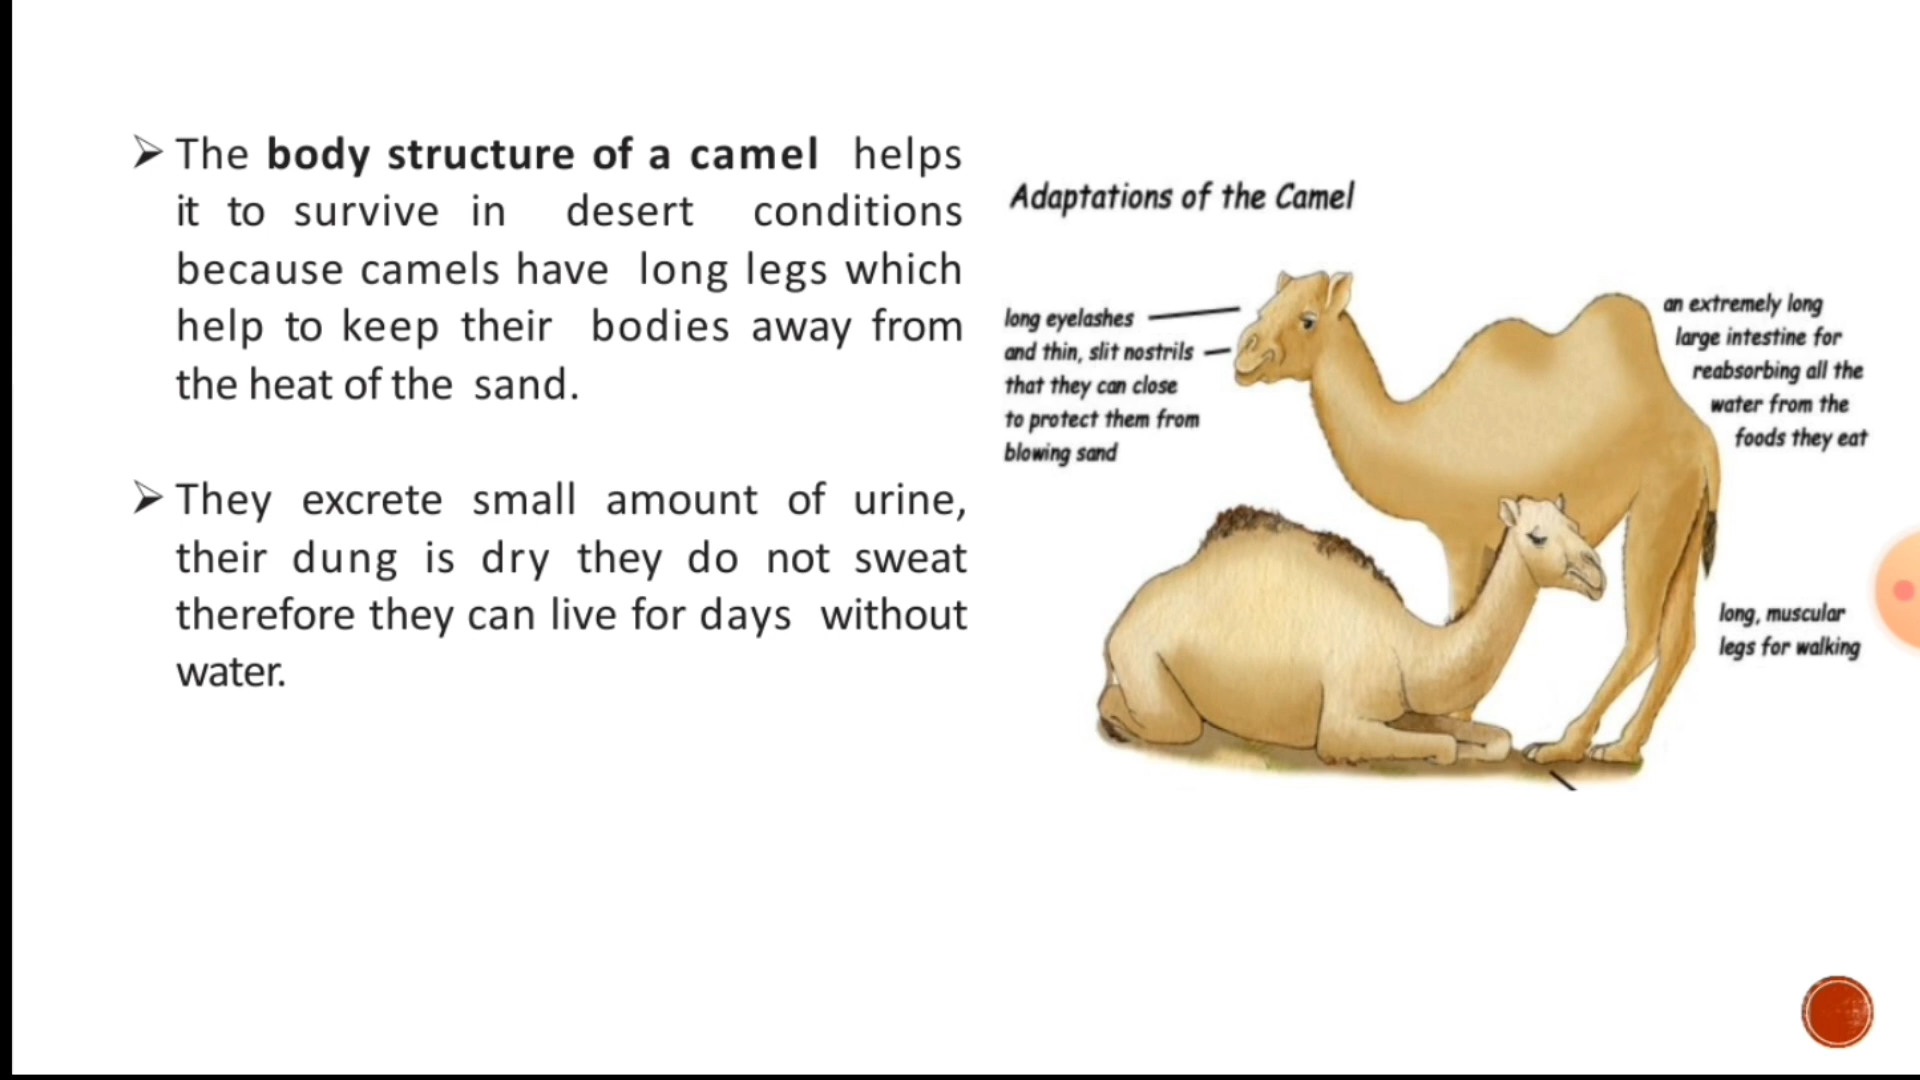 The body structure of a camel helps
it to survive in desert conditions
because camels have long legs which
help to keep their bodies away from
the heat of the sand.
They excrete small amount of urine,
their dung is dry they do not sweat
therefore they can live for days without
water.
Adaptations of the Camel
long eyelashes
and thin, slit nostrils
that they can close
to protect them from
blowing sand
an extremely long
large intestine for
reabsorbing all the
water from the
foods they eat
long, muscular
legs for walking